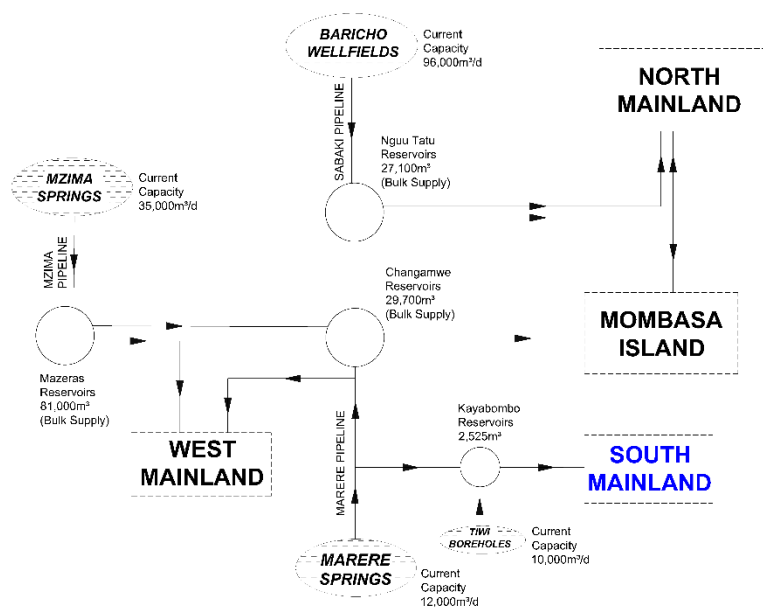 BARICHO
WELLFIELDS
Current
Capacity
96,000m³/d
NORTH
MAINLAND
SABAKI PIPELINE
Nguu Tatu
Reservoirs
27,100m³
(Bulk Supply)
MZIMA
SPRINGS
Current
Capacity
35,000m³/d
MZIMA
PIPELINE
Changamwe
Reservoirs
29,700m³
(Bulk Supply)
MOMBASA
ISLAND
Mazeras
Reservoirs
81,000m³
(Bulk Supply)
WEST
MAINLAND
MARERE PIPELINE
Kayabombo
Reservoirs
2,525m³
SOUTH
MAINLAND
TIWI
BOREHOLES
Current
Capacity
10,000m³/d
MARERE
SPRINGS
Current
Capacity
12,000m³/d